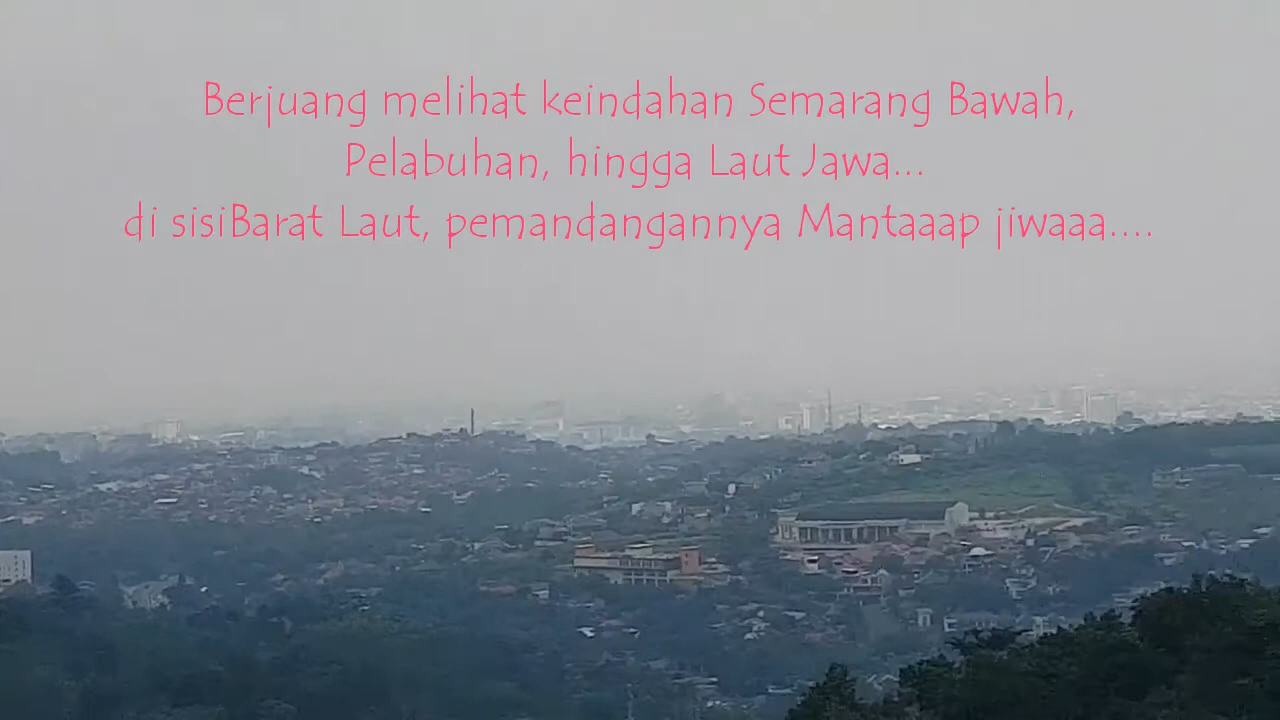 Berjuang melihat keindahan Semarang Bawah,
Pelabuhan, hingga Laut Jawa...
di sisiBarat Laut, pemandangannya Mantaaap jiwaaa....